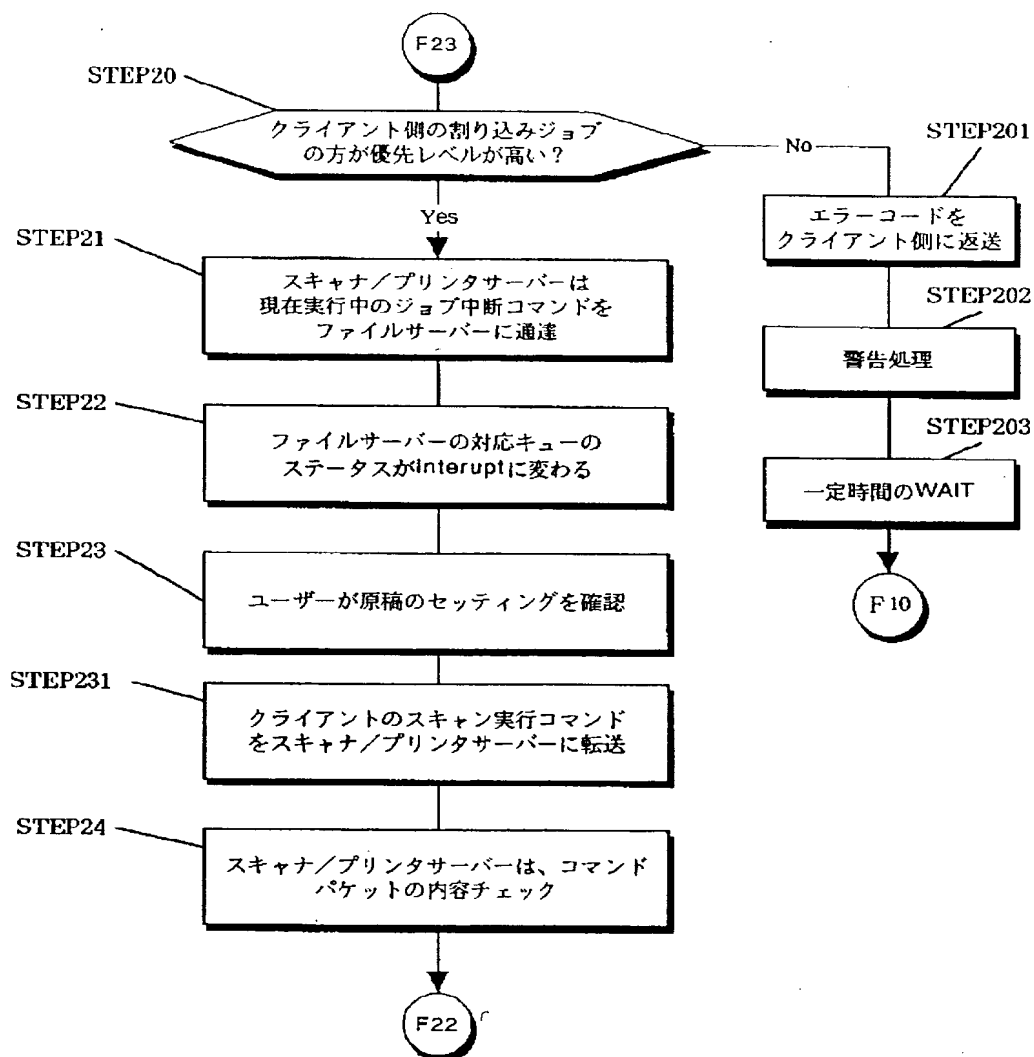 F23
STEP20
クライアント側の割り込みジョブ
の方が優先レベルが高い？
No
STEP201
エラーコードを
クライアント側に返送
Yes
STEP21
スキャナ／プリンタサーバーは
現在実行中のジョブ中断コマンドを
ファイルサーバーに通達
STEP202
警告処理
STEP22
ファイルサーバーの対応キューの
ステータスがinteruptに変わる
STEP203
一定時間のWAIT
STEP23
ユーザーが原稿のセッティングを確認
F10
STEP231
クライアントのスキャン実行コマンド
をスキャナ／プリンタサーバーに転送
STEP24
スキャナ／プリンタサーバーは、コマンド
パケットの内容チェック
F22